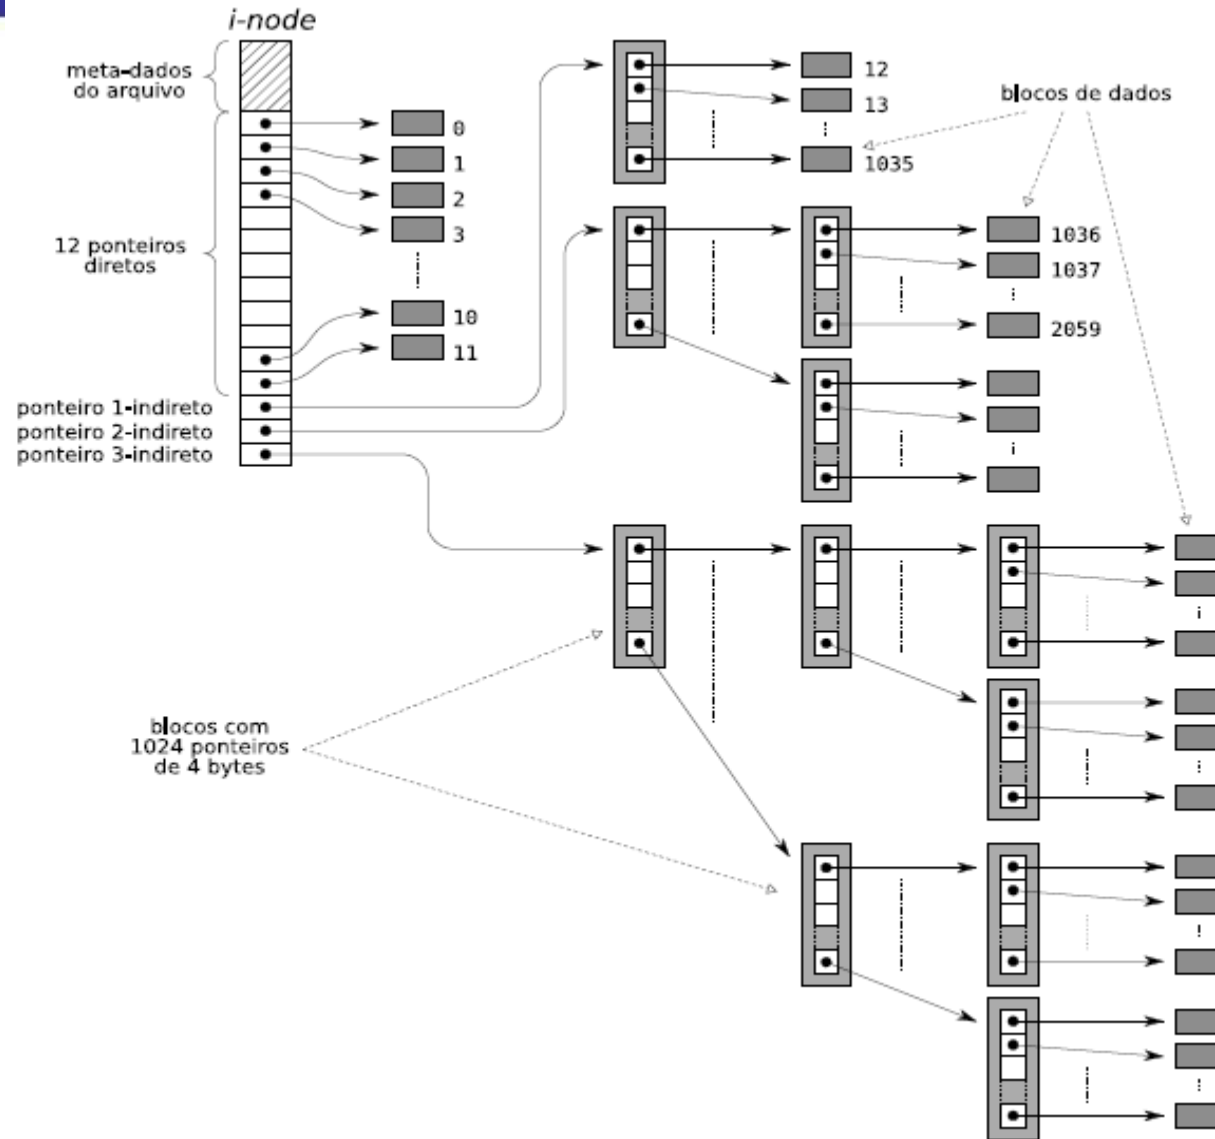 i-node
meta-dados
do arquivo
12 ponteiros
diretos
ponteiro 1-indireto
ponteiro 2-indireto
ponteiro 3-indireto
0
1
2
3
10
11
12
13
1035
blocos de dados
1036
1037
2059
blocos com
1024 ponteiros
de 4 bytes